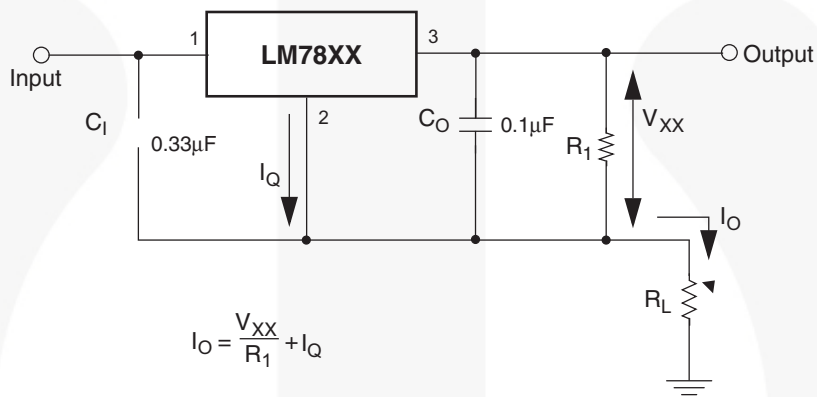 1
LM78XX
3
Input
Output
2
C_I
0.33μF
I_Q
C_O
0.1μF
R_1
V_XX
I_O
R_L
I_O = V_XX / R_1 + I_Q